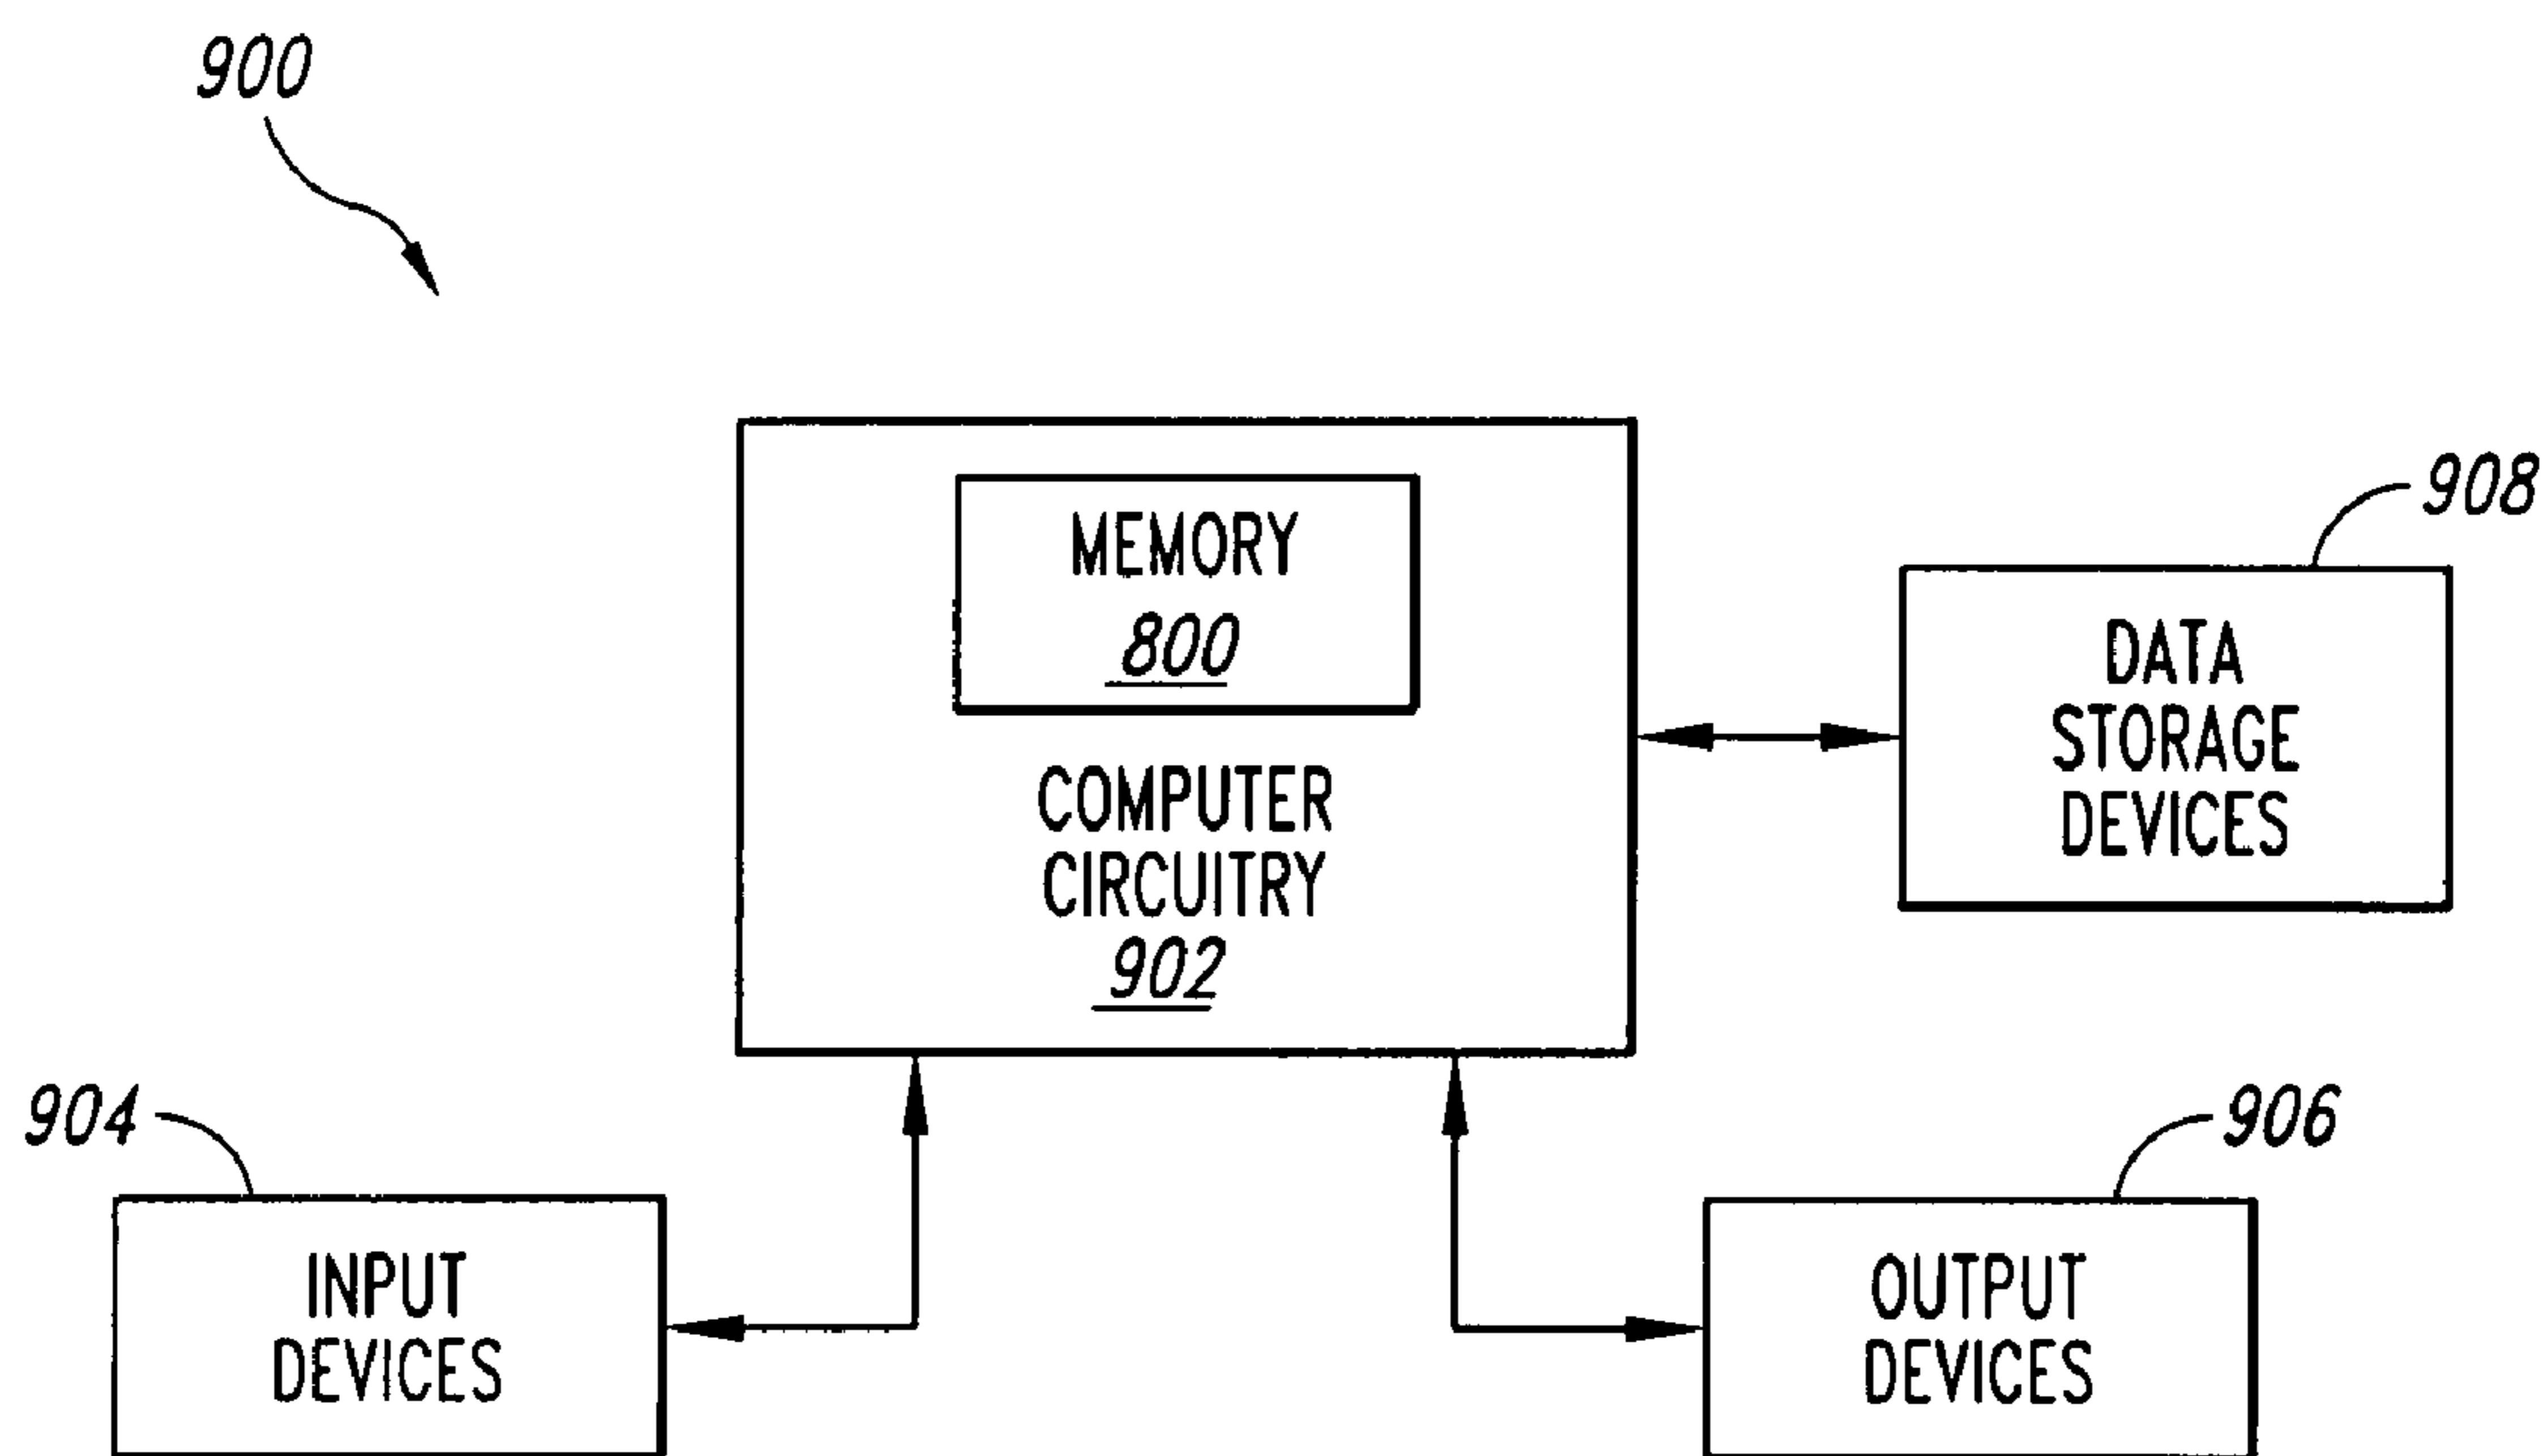 900
MEMORY
800
908
DATA
STORAGE
DEVICES
COMPUTER
CIRCUITRY
902
904
906
INPUT
DEVICES
OUTPUT
DEVICES